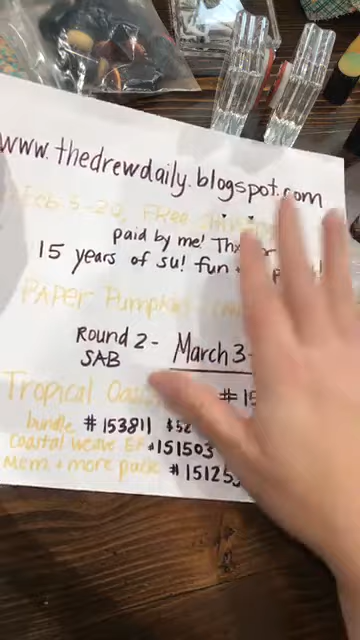 www.thedrewdaily.blogspot.com
Feb 5-20, Free
paid by me!
15 years of su! fun
PAPER Pumpkin -
Round 2 - March 3-
SAB
Tropical #15
bundle #153811 $52
coastal weave EF #151503
Mem + more pack #15125